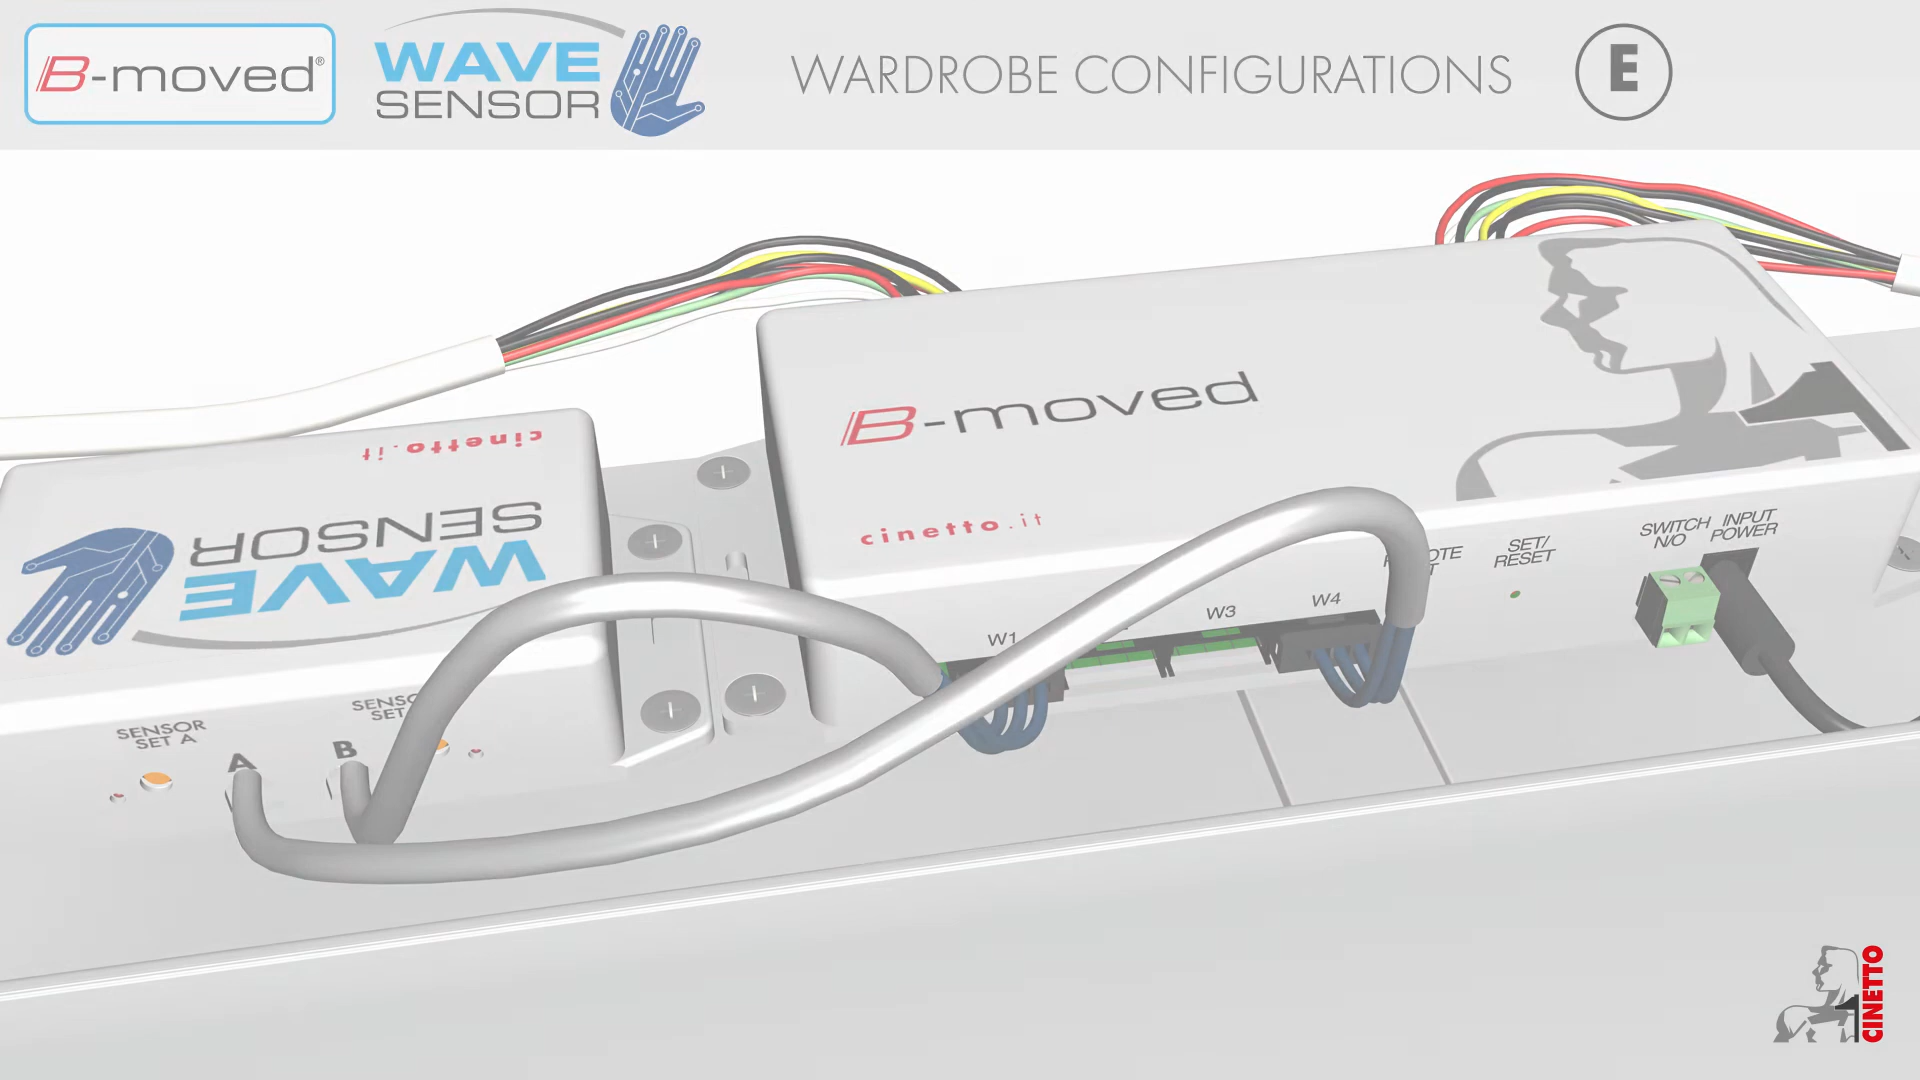 B-moved®
WAVE
SENSOR
WARDROBE CONFIGURATIONS
E
cinetto.it
WAVE
SENSOR
B-moved
cinetto.it
SWITCH
N/O
INPUT
POWER
SET/
RESET
W1
W3
W4
SENSOR
SET A
SET
A
B
CINETTO